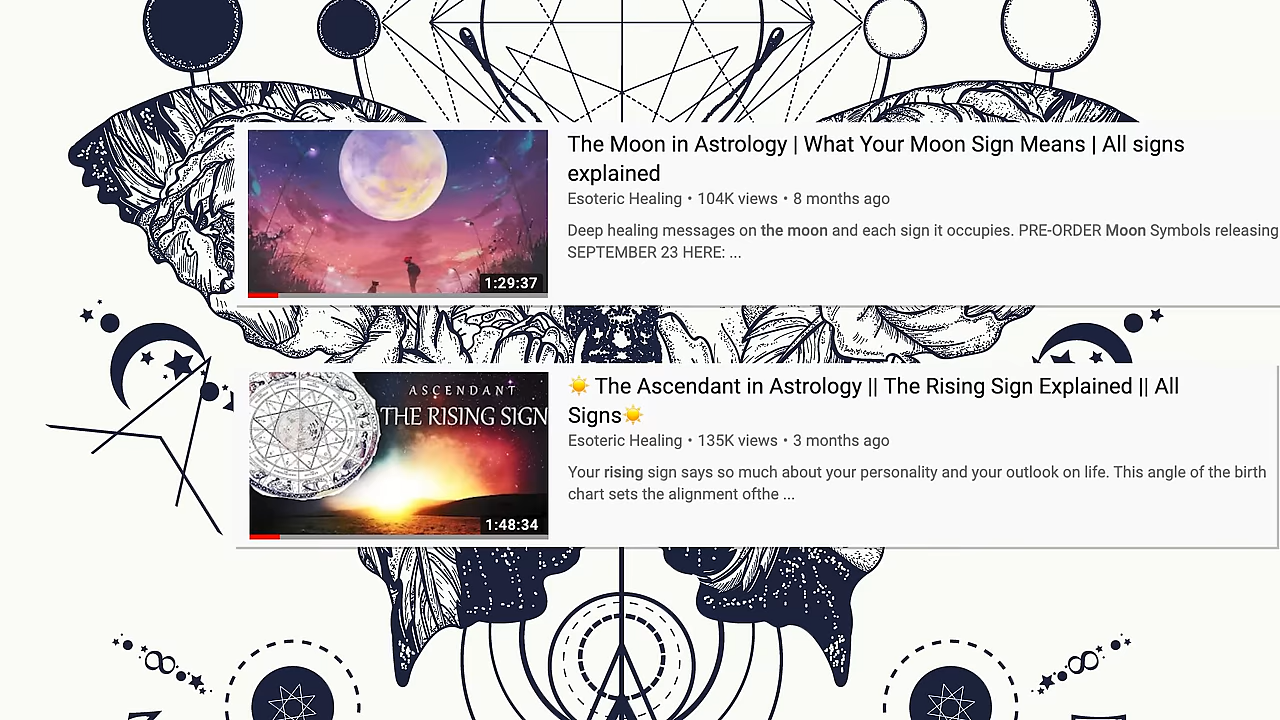 The Moon in Astrology | What Your Moon Sign Means | All signs
explained
Esoteric Healing • 104K views • 8 months ago
Deep healing messages on the moon and each sign it occupies. PRE-ORDER Moon Symbols releasing
SEPTEMBER 23 HERE: ...
1:29:37
☀️ The Ascendant in Astrology || The Rising Sign Explained || All
Signs☀️
ASCENDANT
THE RISING SIGN
Esoteric Healing • 135K views • 3 months ago
Your rising sign says so much about your personality and your outlook on life. This angle of the birth
chart sets the alignment ofthe ...
1:48:34